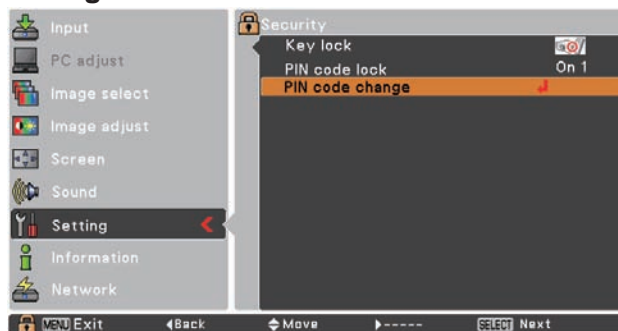 Input
PC adjust
Image select
Image adjust
Screen
Sound
Setting
Information
Network
Security
Key lock
PIN code lock On 1
PIN code change
MENU Exit Back Move ----- SELECT Next